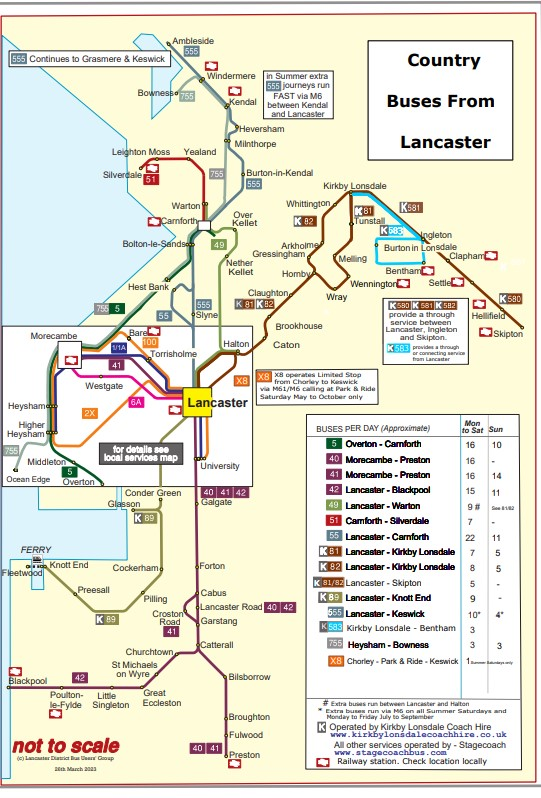 Country
Buses From
Lancaster
Ambleside
555
555 Continues to Grasmere & Keswick
Windermere
Bowness
755
Kendal
in Summer extra
555 journeys run
FAST via M6
between Kendal
and Lancaster
Heversham
Milnthorpe
Leighton Moss
Yealand
Silverdale
51
755
Burton-in-Kendal
555
Warton
Carnforth
Over
Kellet
Bolton-le-Sands
49
Nether
Kellet
Kirkby Lonsdale
Whittington
K 82
K 81
Tunstall
K 581
K 583
Ingleton
Burton in Lonsdale
Arkholme
Gressingham
Melling
Hornby
Bentham
Clapham
Wennington
Settle
Wray
Claughton
K 81 K 82
K 580
Hellifield
Skipton
Hest Bank
755 5
55
555
Slyne
Brookhouse
Caton
K 580 K 581 K 582
provide a through
service between
Lancaster, Ingleton
and Skipton.
K 583 provides a through
or connecting service
from Lancaster
Morecambe
Bare
100
1/1A
Torrisholme
41
Halton
Westgate
6A
X8
X8 operates Limited Stop
from Chorley to Keswick
via M61/M6 calling at Park & Ride
Saturday May to October only
Lancaster
Heysham
2X
Higher
Heysham
755
Middleton
5
Ocean Edge
Overton
for details see
local services map
University
40 41 42
Galgate
Conder Green
Glasson
K 89
FERRY
Fleetwood
Knott End
Cockerham
Forton
Preesall
Pilling
K 89
Cabus
Croston
Road
Lancaster Road 40 42
41
Garstang
Catterall
Churchtown
St Michaels
on Wyre
Blackpool
42
Poulton-
le-Fylde
Little
Singleton
Great
Eccleston
Bilsborrow
Broughton
Fulwood
40 41
Preston
BUSES PER DAY (Approximate) Mon to Sat Sun
5 Overton - Carnforth 16 10
40 Morecambe - Preston 16 -
41 Morecambe - Preston 16 14
42 Lancaster - Blackpool 15 11
49 Lancaster - Warton 9 # See 81/82
51 Carnforth - Silverdale 7 -
55 Lancaster - Carnforth 22 11
K 81 Lancaster - Kirkby Lonsdale 7 5
K 82 Lancaster - Kirkby Lonsdale 8 5
K 81/82 Lancaster - Skipton 5 -
K 89 Lancaster - Knott End 9 -
555 Lancaster - Keswick 10* 4*
K 583 Kirkby Lonsdale - Bentham 3
755 Heysham - Bowness 3 3
X8 Chorley - Park & Ride - Keswick 1 Summer Saturdays only
# Extra buses run between Lancaster and Halton
* Extra buses run via M6 on all Summer Saturdays and
Monday to Friday July to September
K Operated by Kirkby Lonsdale Coach Hire
www.kirkbylonsdalecoachhire.co.uk
All other services operated by - Stagecoach
www.stagecoachbus.com
Railway station. Check location locally
not to scale
(c) Lancaster District Bus Users' Group
26th March 2023